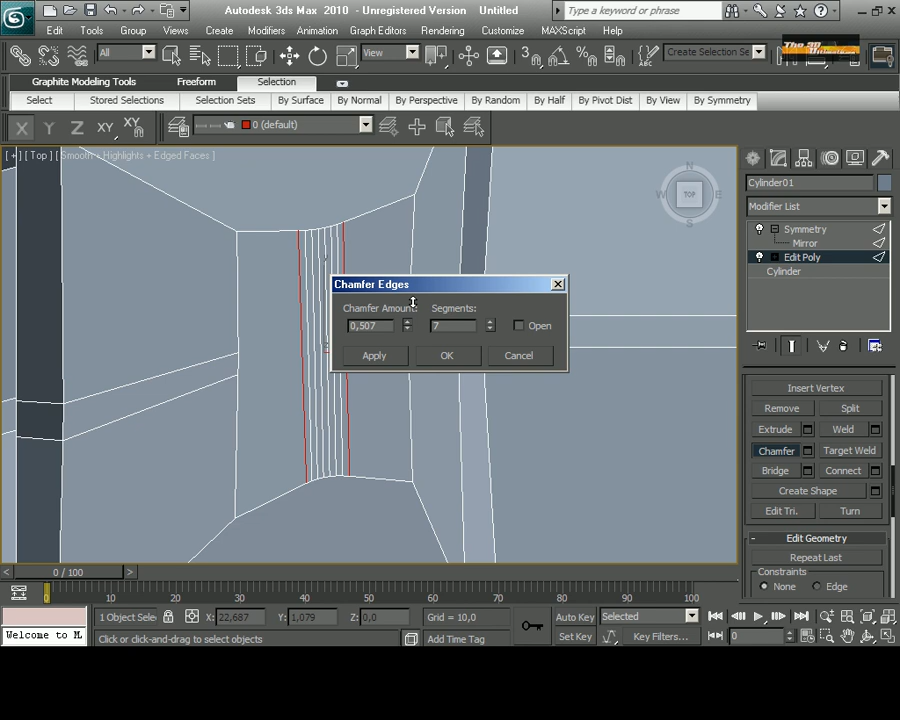 Autodesk 3ds Max 2010 - Unregistered Version Untitled
Type a keyword or phrase
Edit Tools Group Views Create Modifiers Animation Graph Editors Rendering Customize MAXScript Help
All View Create Selection Se
Graphite Modeling Tools Freeform Selection
Select Stored Selections Selection Sets By Surface By Normal By Perspective By Random By Half By Pivot Dist By View By Symmetry
X Y Z XY XY 0 (default)
[ + ] [ Top ] [ Smooth + Highlights + Edged Faces ]
N
W TOP E
S
Cylinder01
Modifier List
Symmetry
Mirror
Edit Poly
Cylinder
Chamfer Edges
Chamfer Amount: Segments:
0,507 7 Open
Apply OK Cancel
Insert Vertex
Remove Split
Extrude Weld
Chamfer Target Weld
Bridge Connect
Create Shape
Edit Tri. Turn
- Edit Geometry
Repeat Last
Constraints
None Edge
< 0 / 100 >
0 10 20 30 40 50 60 70 80 90 100
1 Object Sele X: 22,687 Y: 1,079 Z: 0,0 Grid = 10,0 Auto Key Selected
Welcome to M Click or click-and-drag to select objects Add Time Tag Set Key Key Filters... 0